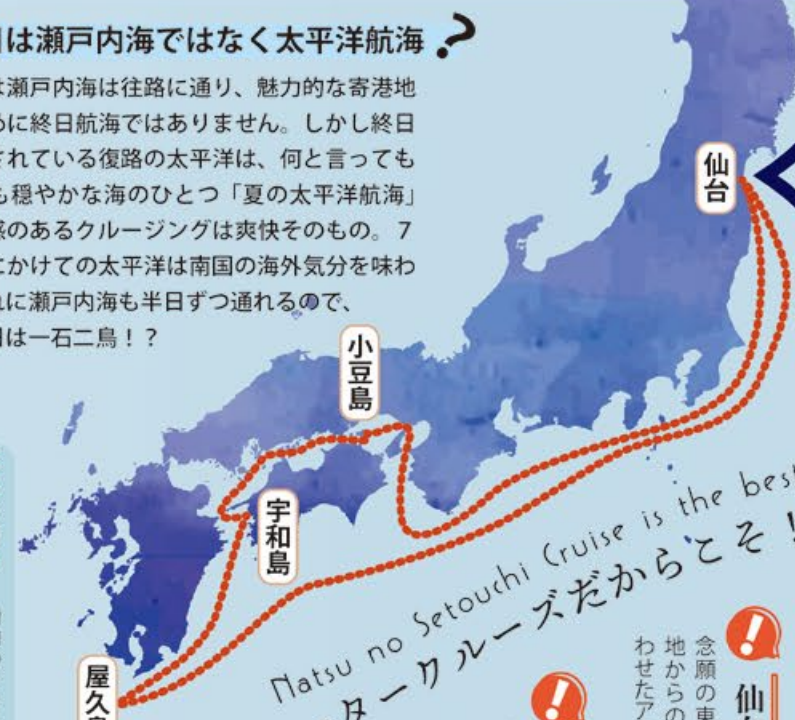 は瀬戸内海ではなく太平洋航海?
は瀬戸内海は往路に通り、魅力的な寄港地
めに終日航海ではありません。しかし終日
されている復路の太平洋は、何と言っても
も穏やかな海のひとつ「夏の太平洋航海」
感のあるクルージングは爽快そのもの。7
にかけての太平洋は南国の海外気分を味わ
れに瀬戸内海も半日ずつ通れるので、
は一石二鳥!?
仙台
小豆島
宇和島
屋久
Natsu no Setouchi Cruise is the best
タークルーズだからこそ!
!
仙
念願の東
地からの
わせたア
!